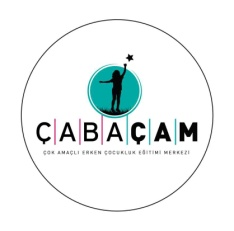 ÇABAÇAM
ÇOK AMAÇLI ERKEN ÇOCUKLUK EĞİTİMİ MERKEZİ